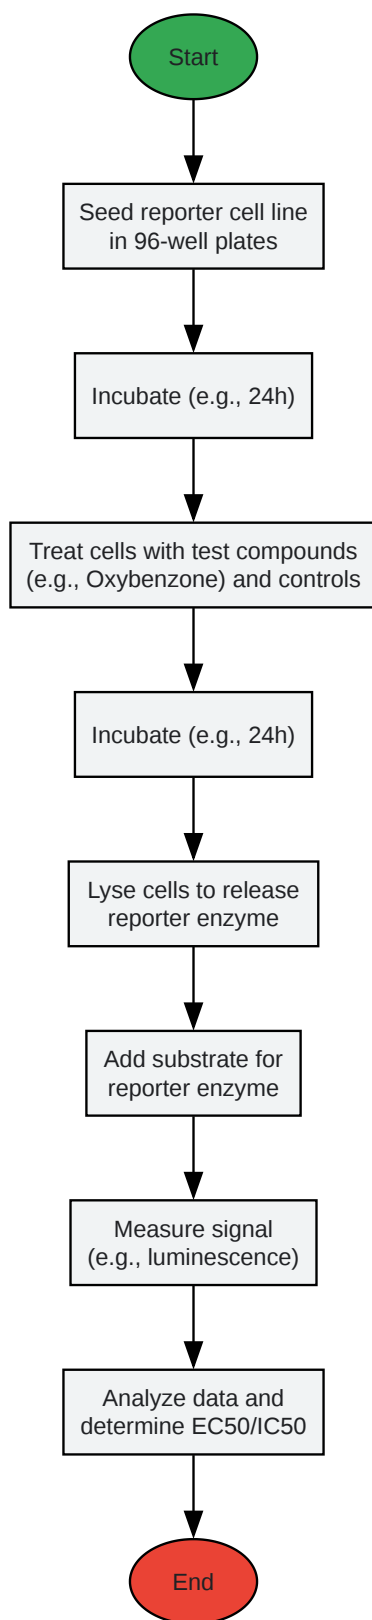 Start
Seed reporter cell line
in 96-well plates
Incubate (e.g., 24h)
Treat cells with test compounds
(e.g., Oxybenzone) and controls
Incubate (e.g., 24h)
Lyse cells to release
reporter enzyme
Add substrate for
reporter enzyme
Measure signal
(e.g., luminescence)
Analyze data and
determine EC50/IC50
End